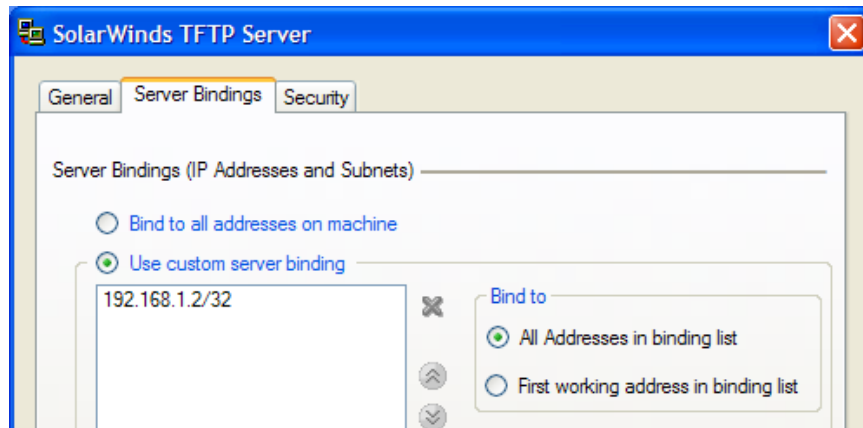 SolarWinds TFTP Server
General Server Bindings Security
Server Bindings (IP Addresses and Subnets)
Bind to all addresses on machine
Use custom server binding
192.168.1.2/32
Bind to
All Addresses in binding list
First working address in binding list